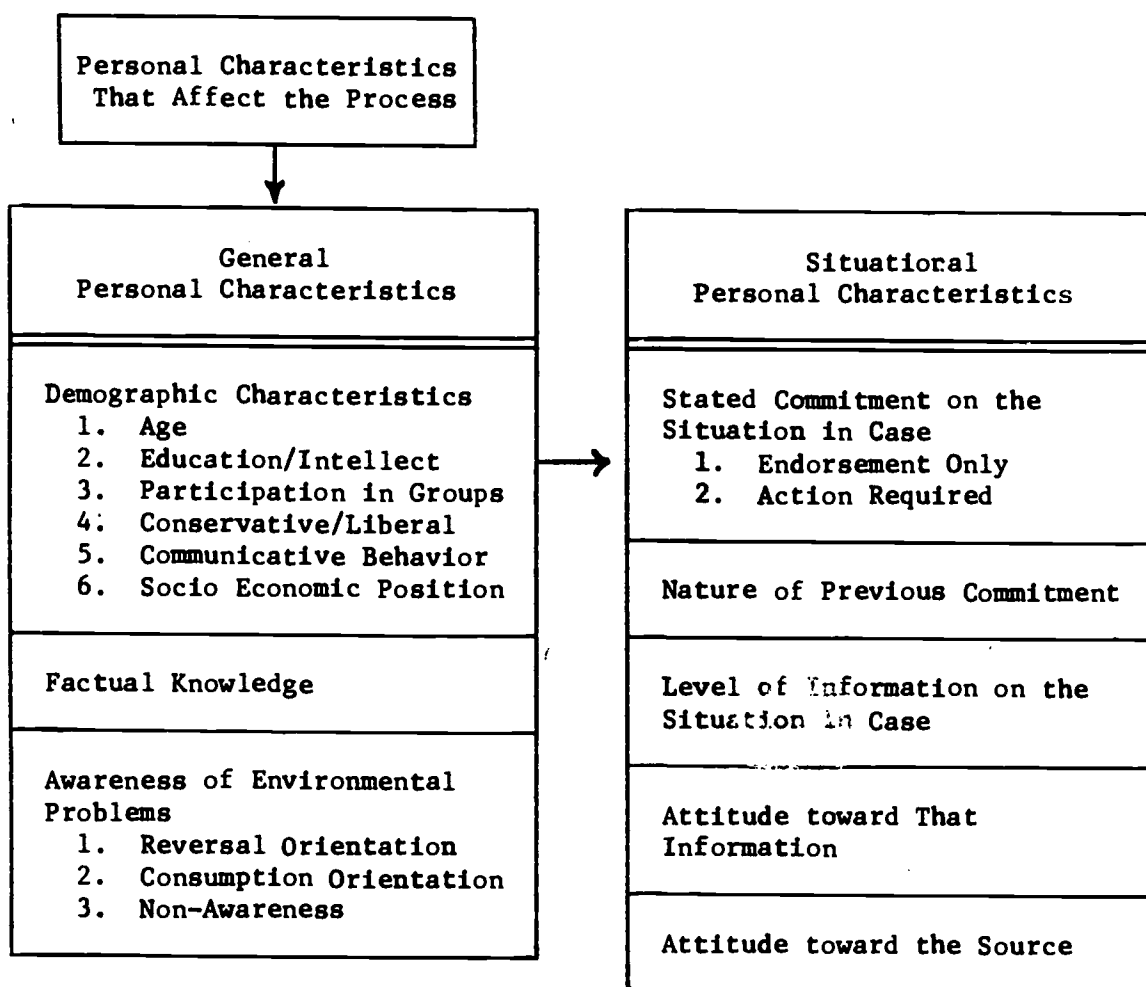 Personal Characteristics
That Affect the Process
General
Personal Characteristics
Demographic Characteristics
1. Age
2. Education/Intellect
3. Participation in Groups
4. Conservative/Liberal
5. Communicative Behavior
6. Socio Economic Position
Factual Knowledge
Awareness of Environmental
Problems
1. Reversal Orientation
2. Consumption Orientation
3. Non-Awareness
Situational
Personal Characteristics
Stated Commitment on the
Situation in Case
1. Endorsement Only
2. Action Required
Nature of Previous Commitment
Level of Information on the
Situation in Case
Attitude toward That
Information
Attitude toward the Source